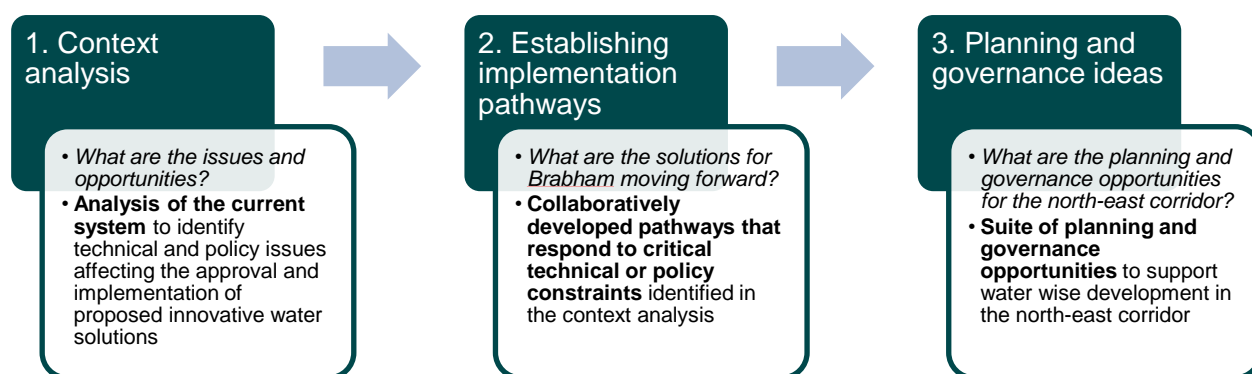 1. Context
analysis
• What are the issues and
opportunities?
• Analysis of the current
system to identify
technical and policy issues
affecting the approval and
implementation of
proposed innovative water
solutions
2. Establishing
implementation
pathways
• What are the solutions for
Brabham moving forward?
• Collaboratively
developed pathways that
respond to critical
technical or policy
constraints identified in
the context analysis
3. Planning and
governance ideas
• What are the planning and
governance opportunities
for the north-east corridor?
• Suite of planning and
governance
opportunities to support
water wise development in
the north-east corridor